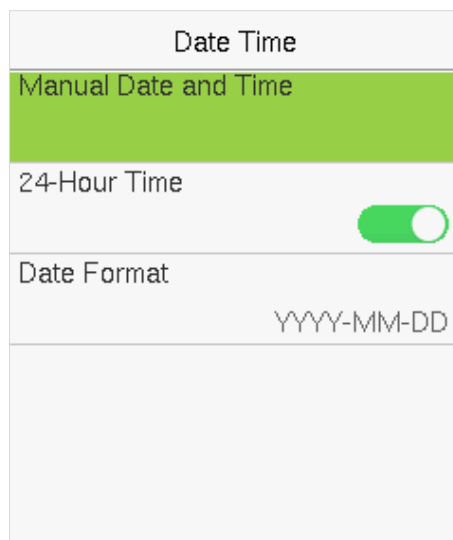 Date Time
Manual Date and Time
24-Hour Time
Date Format
YYYY-MM-DD